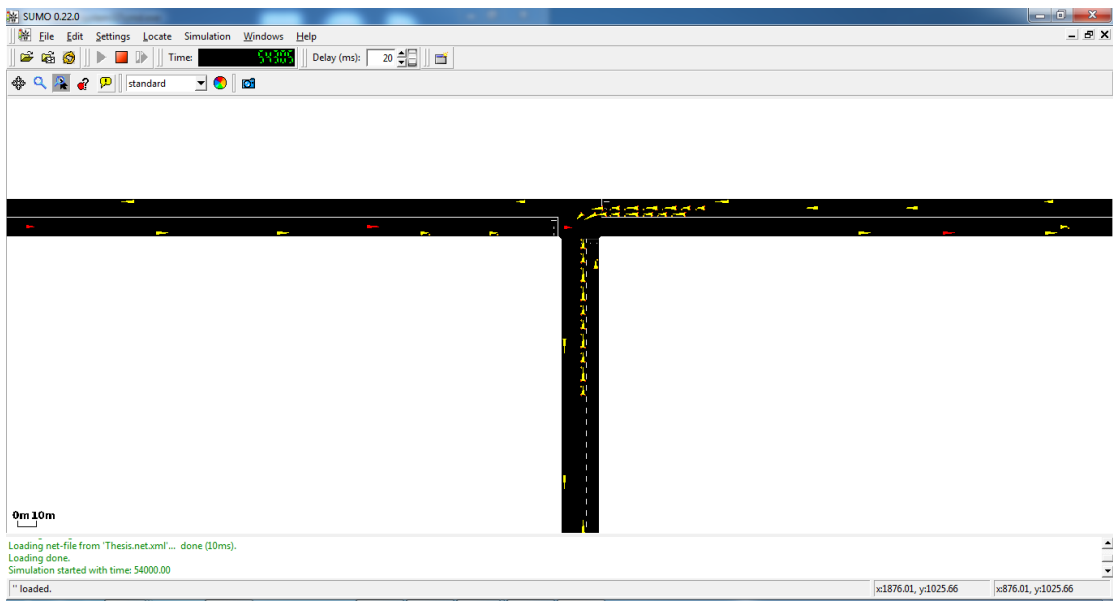 SUMO 0.22.0
File Edit Settings Locate Simulation Windows Help
Time: 54305 Delay (ms): 20
standard
0m 10m
Loading net-file from 'Thesis.net.xml'... done (10ms).
Loading done.
Simulation started with time: 54000.00
'' loaded.
x:1876.01, y:1025.66
x:876.01, y:1025.66